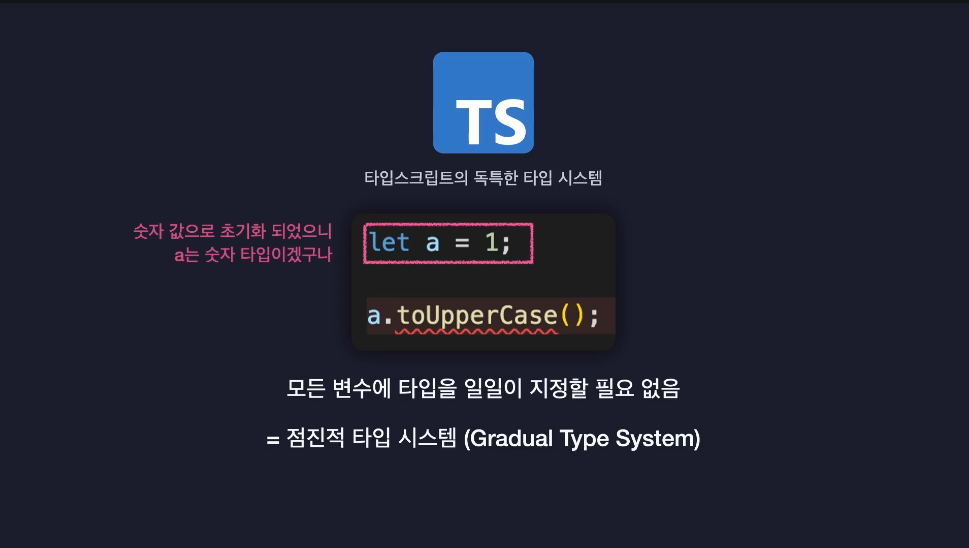 TS
타입스크립트의 독특한 타입 시스템
숫자 값으로 초기화 되었으니
a는 숫자 타입이겠구나
let a = 1;
a.toUpperCase();
모든 변수에 타입을 일일이 지정할 필요 없음
= 점진적 타입 시스템 (Gradual Type System)